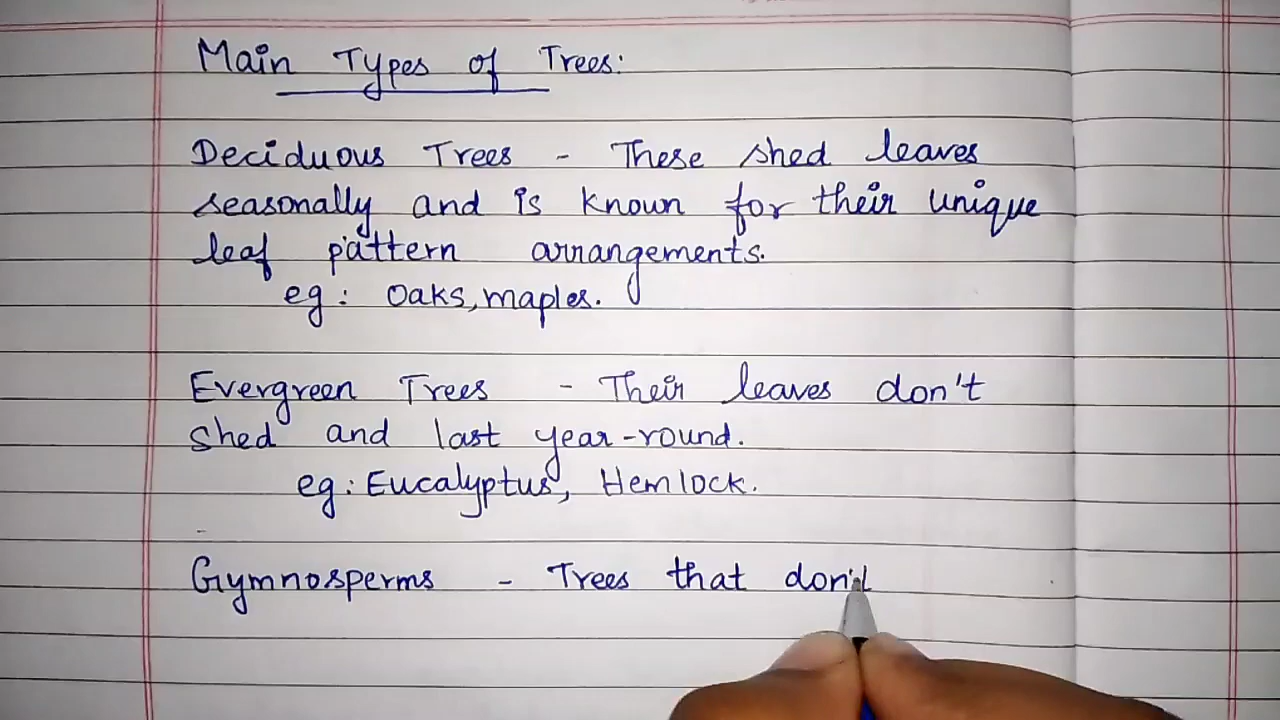 Main Types of Trees:
Deciduous Trees - These shed leaves
seasonally and is known for their unique
leaf pattern arrangements.
eg: Oaks, maples.
Evergreen Trees - Their leaves don't
shed and last year-round.
eg: Eucalyptus, Hemlock.
Gymnosperms - Trees that don't